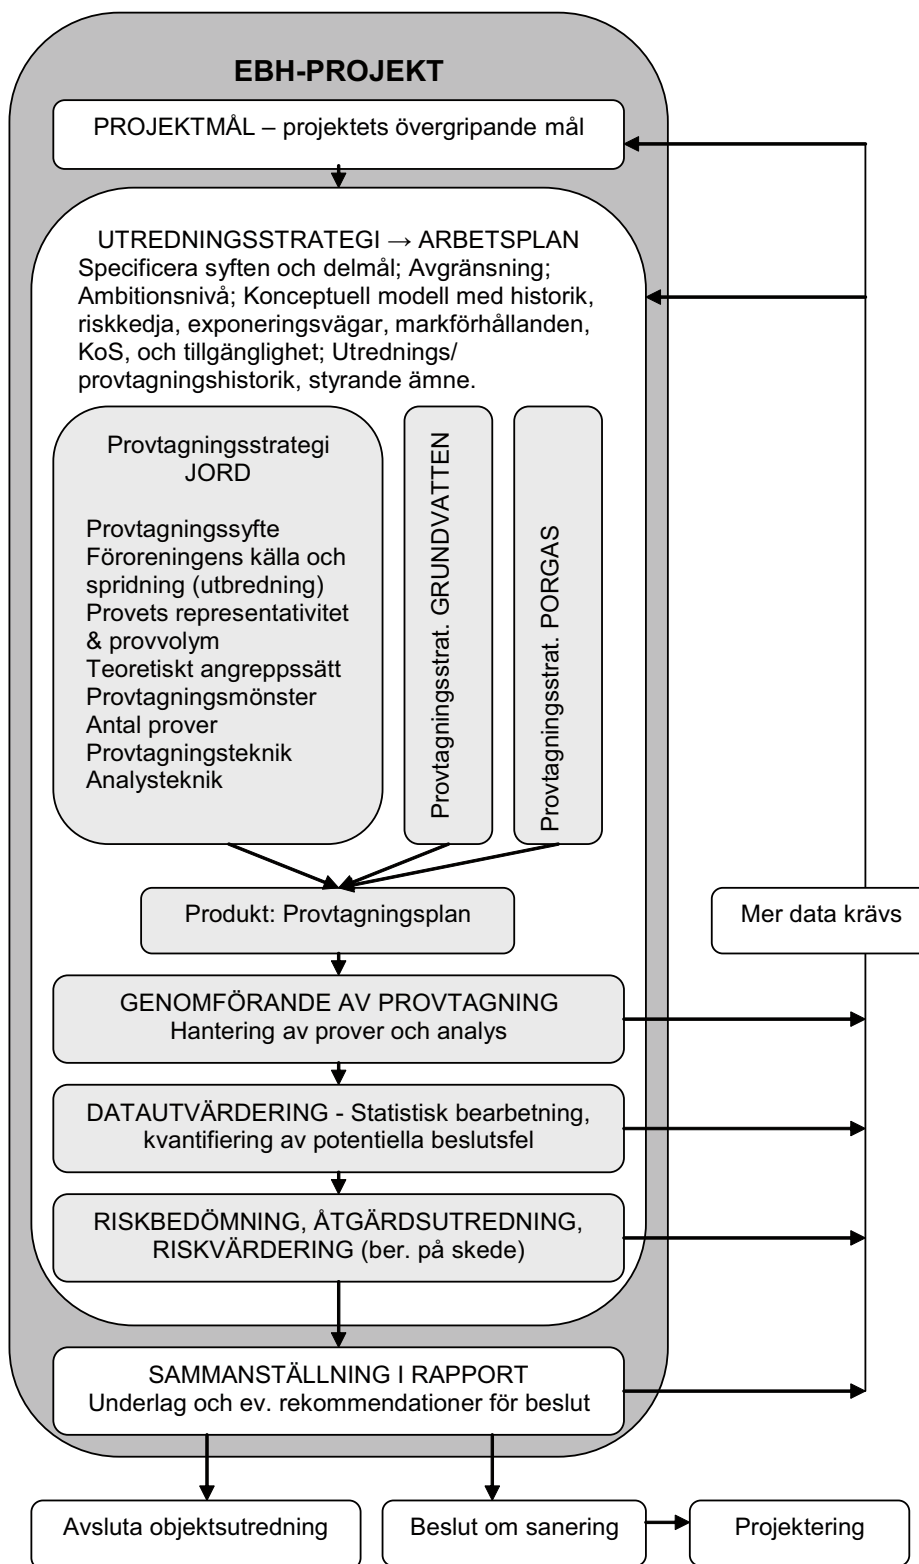 EBH-PROJEKT
PROJEKTMÅL – projektets övergripande mål
UTREDNINGSSTRATEGI → ARBETSPLAN
Specificera syften och delmål; Avgränsning;
Ambitionsnivå; Konceptuell modell med historik,
riskkedja, exponeringsvägar, markförhållanden,
KoS, och tillgänglighet; Utrednings/
provtagningshistorik, styrande ämne.
Provtagningsstrategi
JORD
Provtagningssyfte
Föroreningens källa och
spridning (utbredning)
Provets representativitet
& provvolym
Teoretiskt angreppssätt
Provtagningsmönster
Antal prover
Provtagningsteknik
Analysteknik
Provtagningsstrat. GRUNDVATTEN
Provtagningsstrat. PORGAS
Produkt: Provtagningsplan
Mer data krävs
GENOMFÖRANDE AV PROVTAGNING
Hantering av prover och analys
DATAUTVÄRDERING - Statistisk bearbetning,
kvantifiering av potentiella beslutsfel
RISKBEDÖMNING, ÅTGÄRDSUTREDNING,
RISKVÄRDERING (ber. på skede)
SAMMANSTÄLLNING I RAPPORT
Underlag och ev. rekommendationer för beslut
Avsluta objektsutredning
Beslut om sanering
Projektering